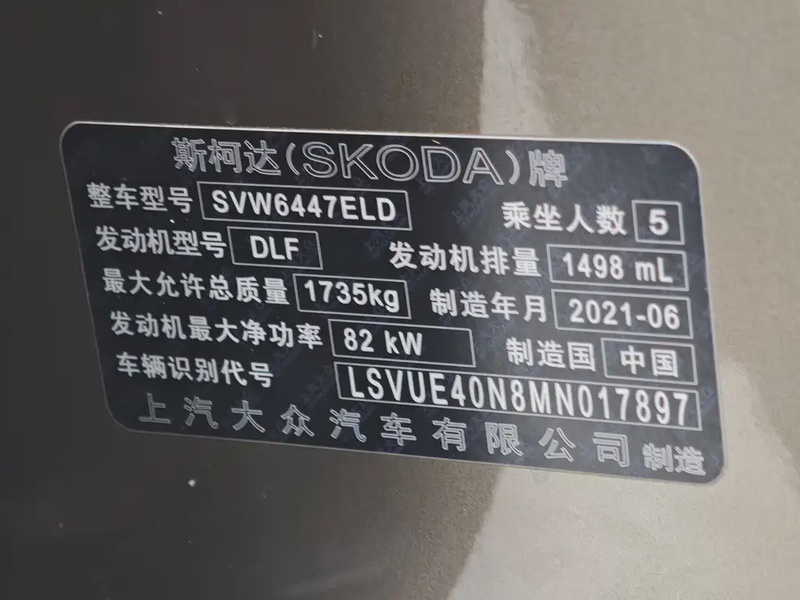 斯柯达(SKODA)牌
整车型号 SVW6447ELD 乘坐人数 5
发动机型号 DLF 发动机排量 1498 mL
最大允许总质量 1735kg 制造年月 2021-06
发动机最大净功率 82 kW 制造国 中国
车辆识别代号 LSVUE40N8MN017897
上汽大众汽车有限公司 制造